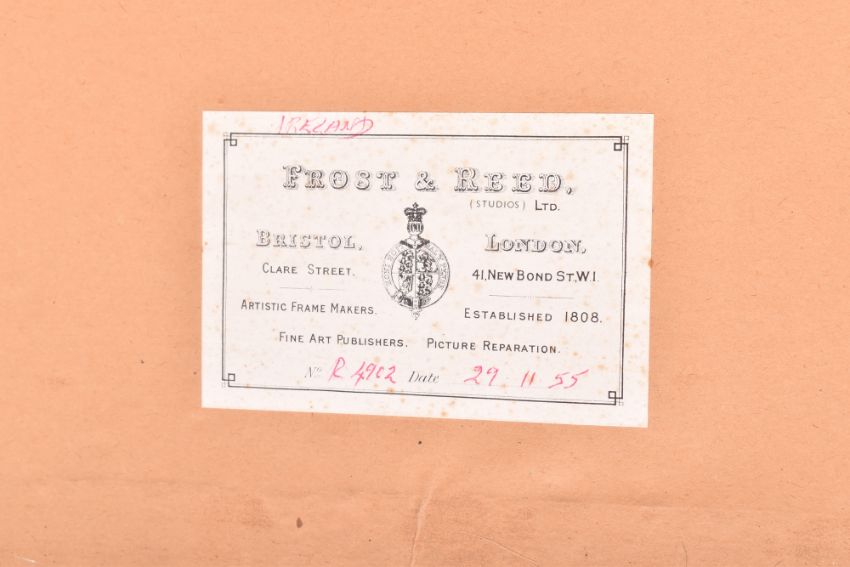 IRELAND
FROST & REED,
(STUDIOS) LTD.
BRISTOL, LONDON,
CLARE STREET. 41, NEW BOND ST, W.1
ARTISTIC FRAME MAKERS. ESTABLISHED 1808.
FINE ART PUBLISHERS. PICTURE REPARATION.
No R 4902 Date 29 11 55